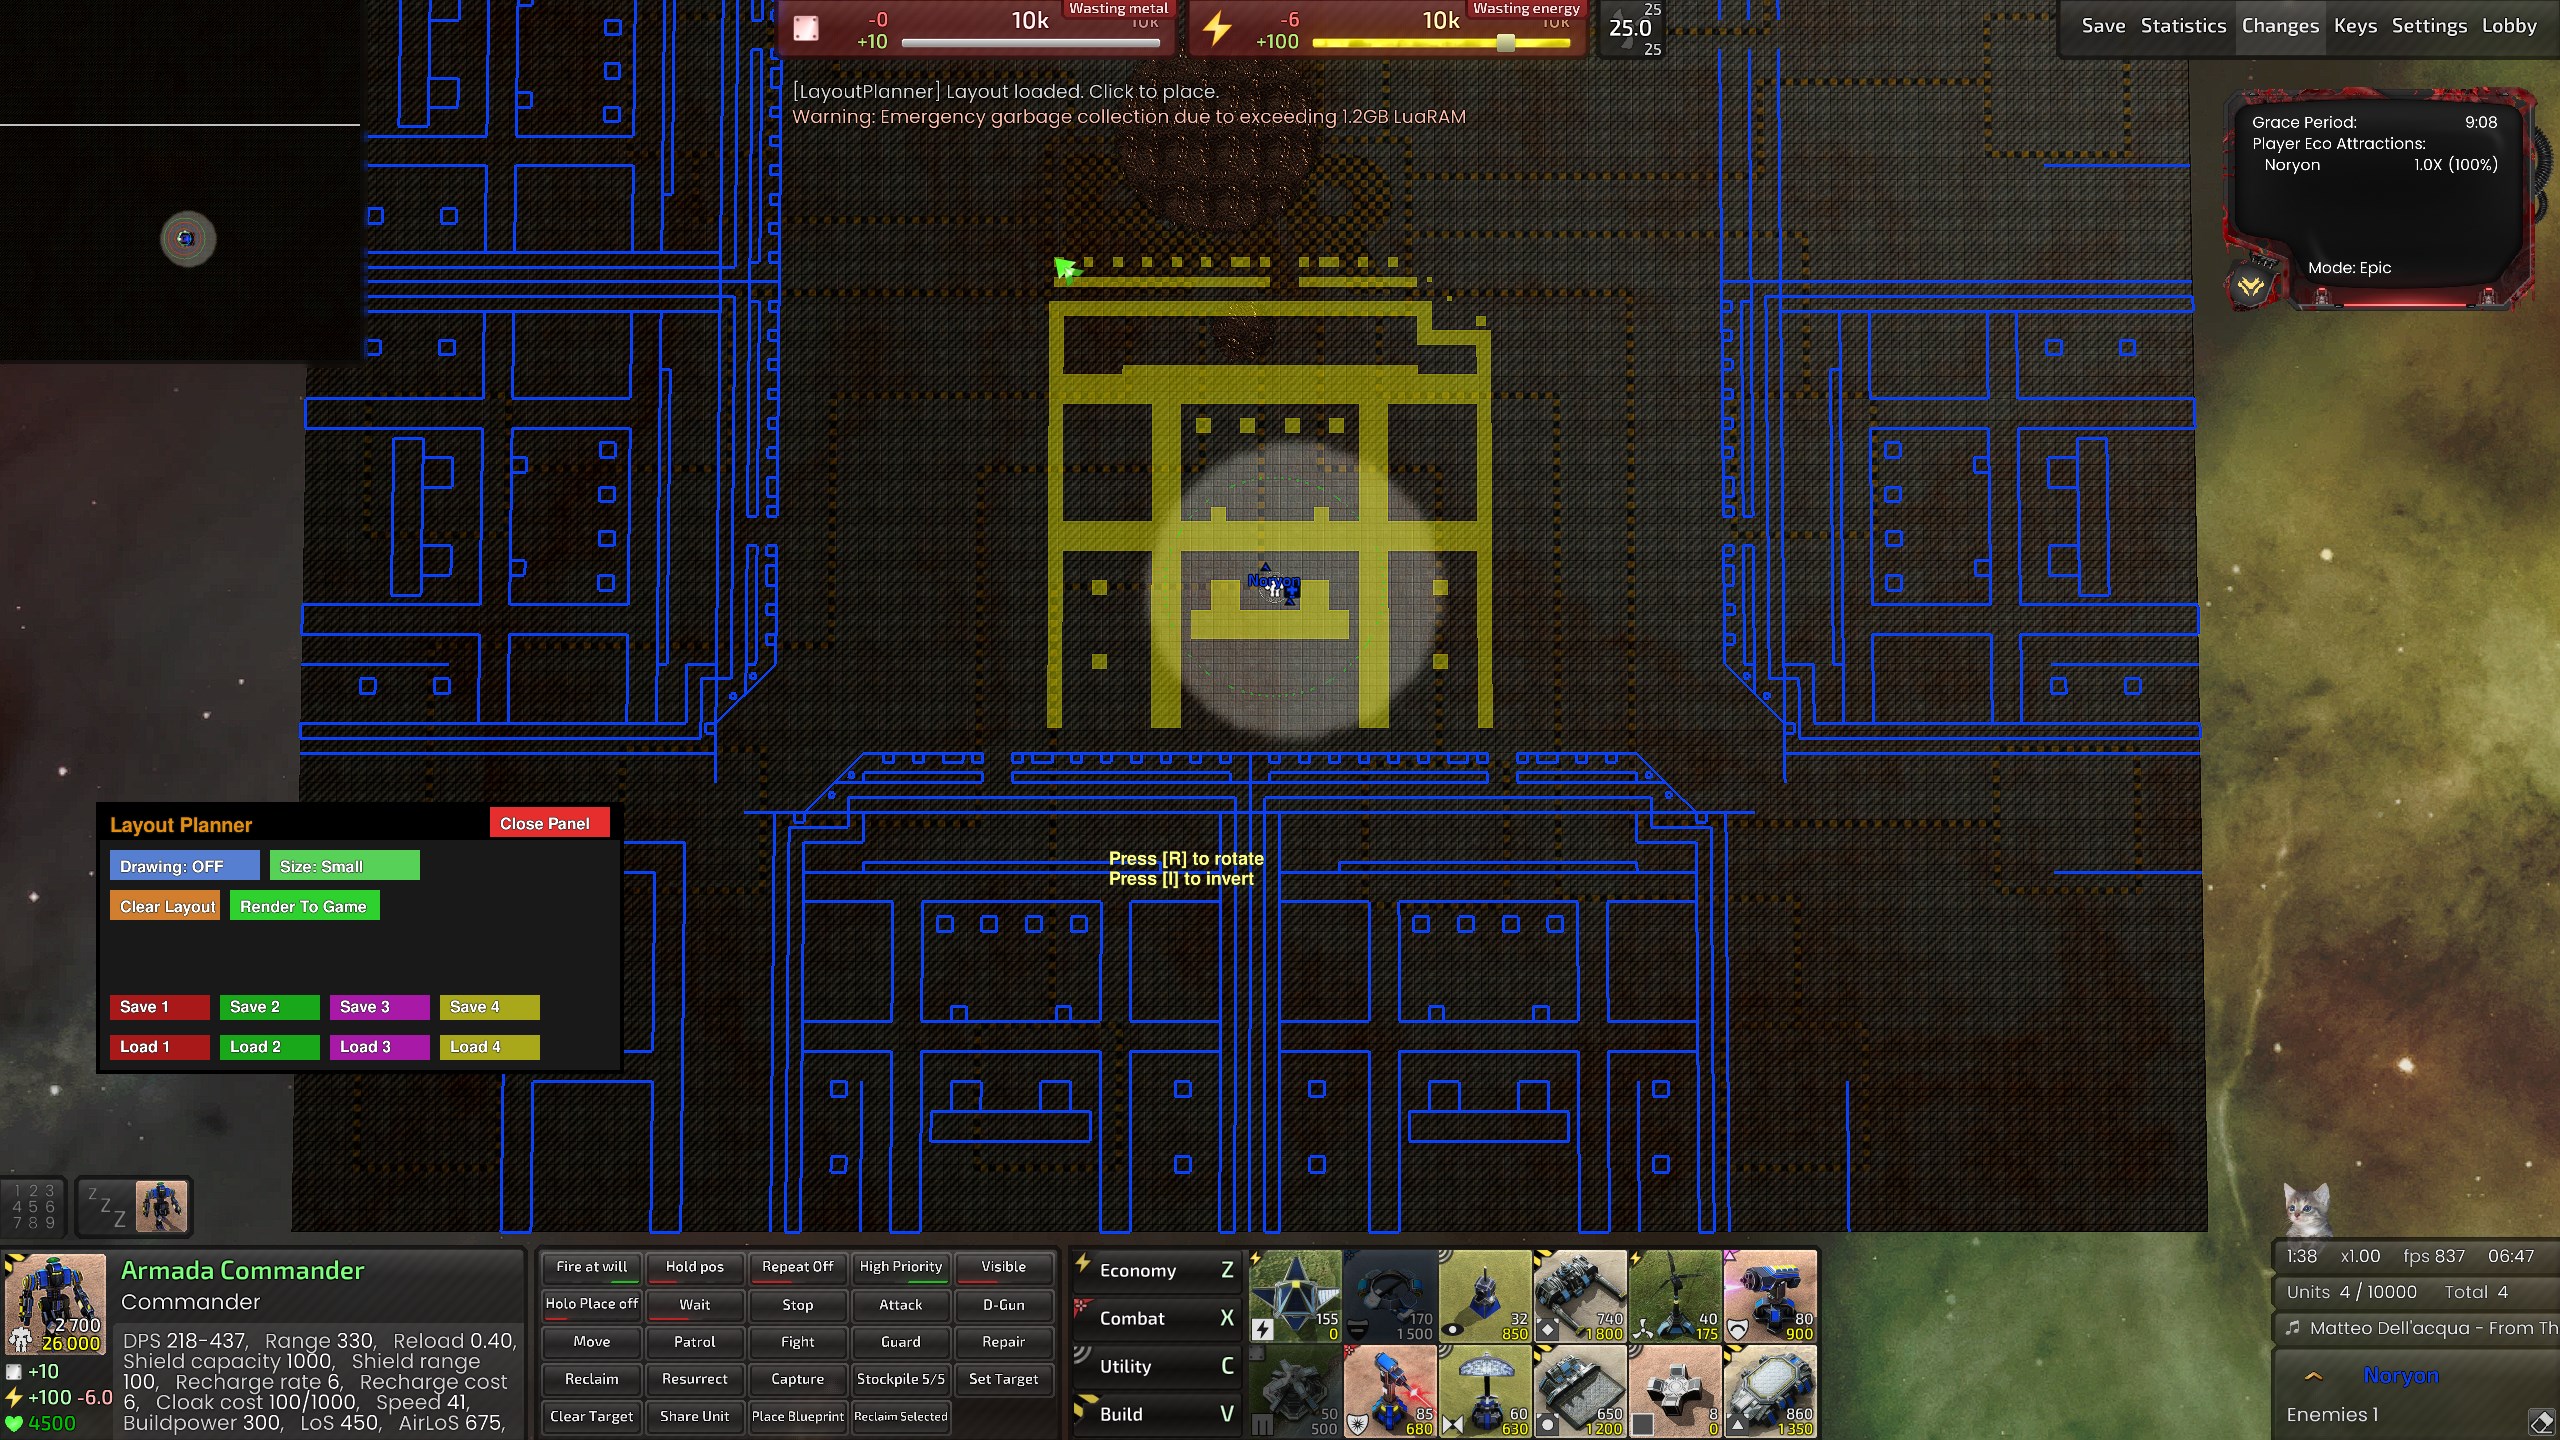 -0
+10
10k
Wasting metal
10k
-6
+100
10k
Wasting energy
10k
25.0
25
25
Save Statistics Changes Keys Settings Lobby
[LayoutPlanner] Layout loaded. Click to place.
Warning: Emergency garbage collection due to exceeding 1.2GB LuaRAM
Grace Period: 9:08
Player Eco Attractions:
Noryon 1.0X (100%)
Mode: Epic
Noryon
Layout Planner
Close Panel
Drawing: OFF
Size: Small
Clear Layout
Render To Game
Save 1 Save 2 Save 3 Save 4
Load 1 Load 2 Load 3 Load 4
Press [R] to rotate
Press [I] to invert
1 2 3
4 5 6
7 8 9
Z Z Z
Armada Commander
Commander
2 700
26 000
+10
+100 -6.0
4500
DPS 218-437, Range 330, Reload 0.40,
Shield capacity 1000, Shield range
100, Recharge rate 6, Recharge cost
6, Cloak cost 100/1000, Speed 41,
Buildpower 300, LoS 450, AirLoS 675,
Fire at will Hold pos Repeat Off High Priority Visible
Holo Place off Wait Stop Attack D-Gun
Move Patrol Fight Guard Repair
Reclaim Resurrect Capture Stockpile 5/5 Set Target
Clear Target Share Unit Place Blueprint Reclaim Selected
Economy Z
Combat X
Utility C
Build V
155 170 32 740 40 80
0 1 500 850 1 800 175 900
50 85 60 650 8 860
500 680 630 1 200 0 1 350
1:38 x1.00 fps 837 06:47
Units 4 / 10000 Total 4
Matteo Dell'acqua - From Th
Noryon
Enemies 1